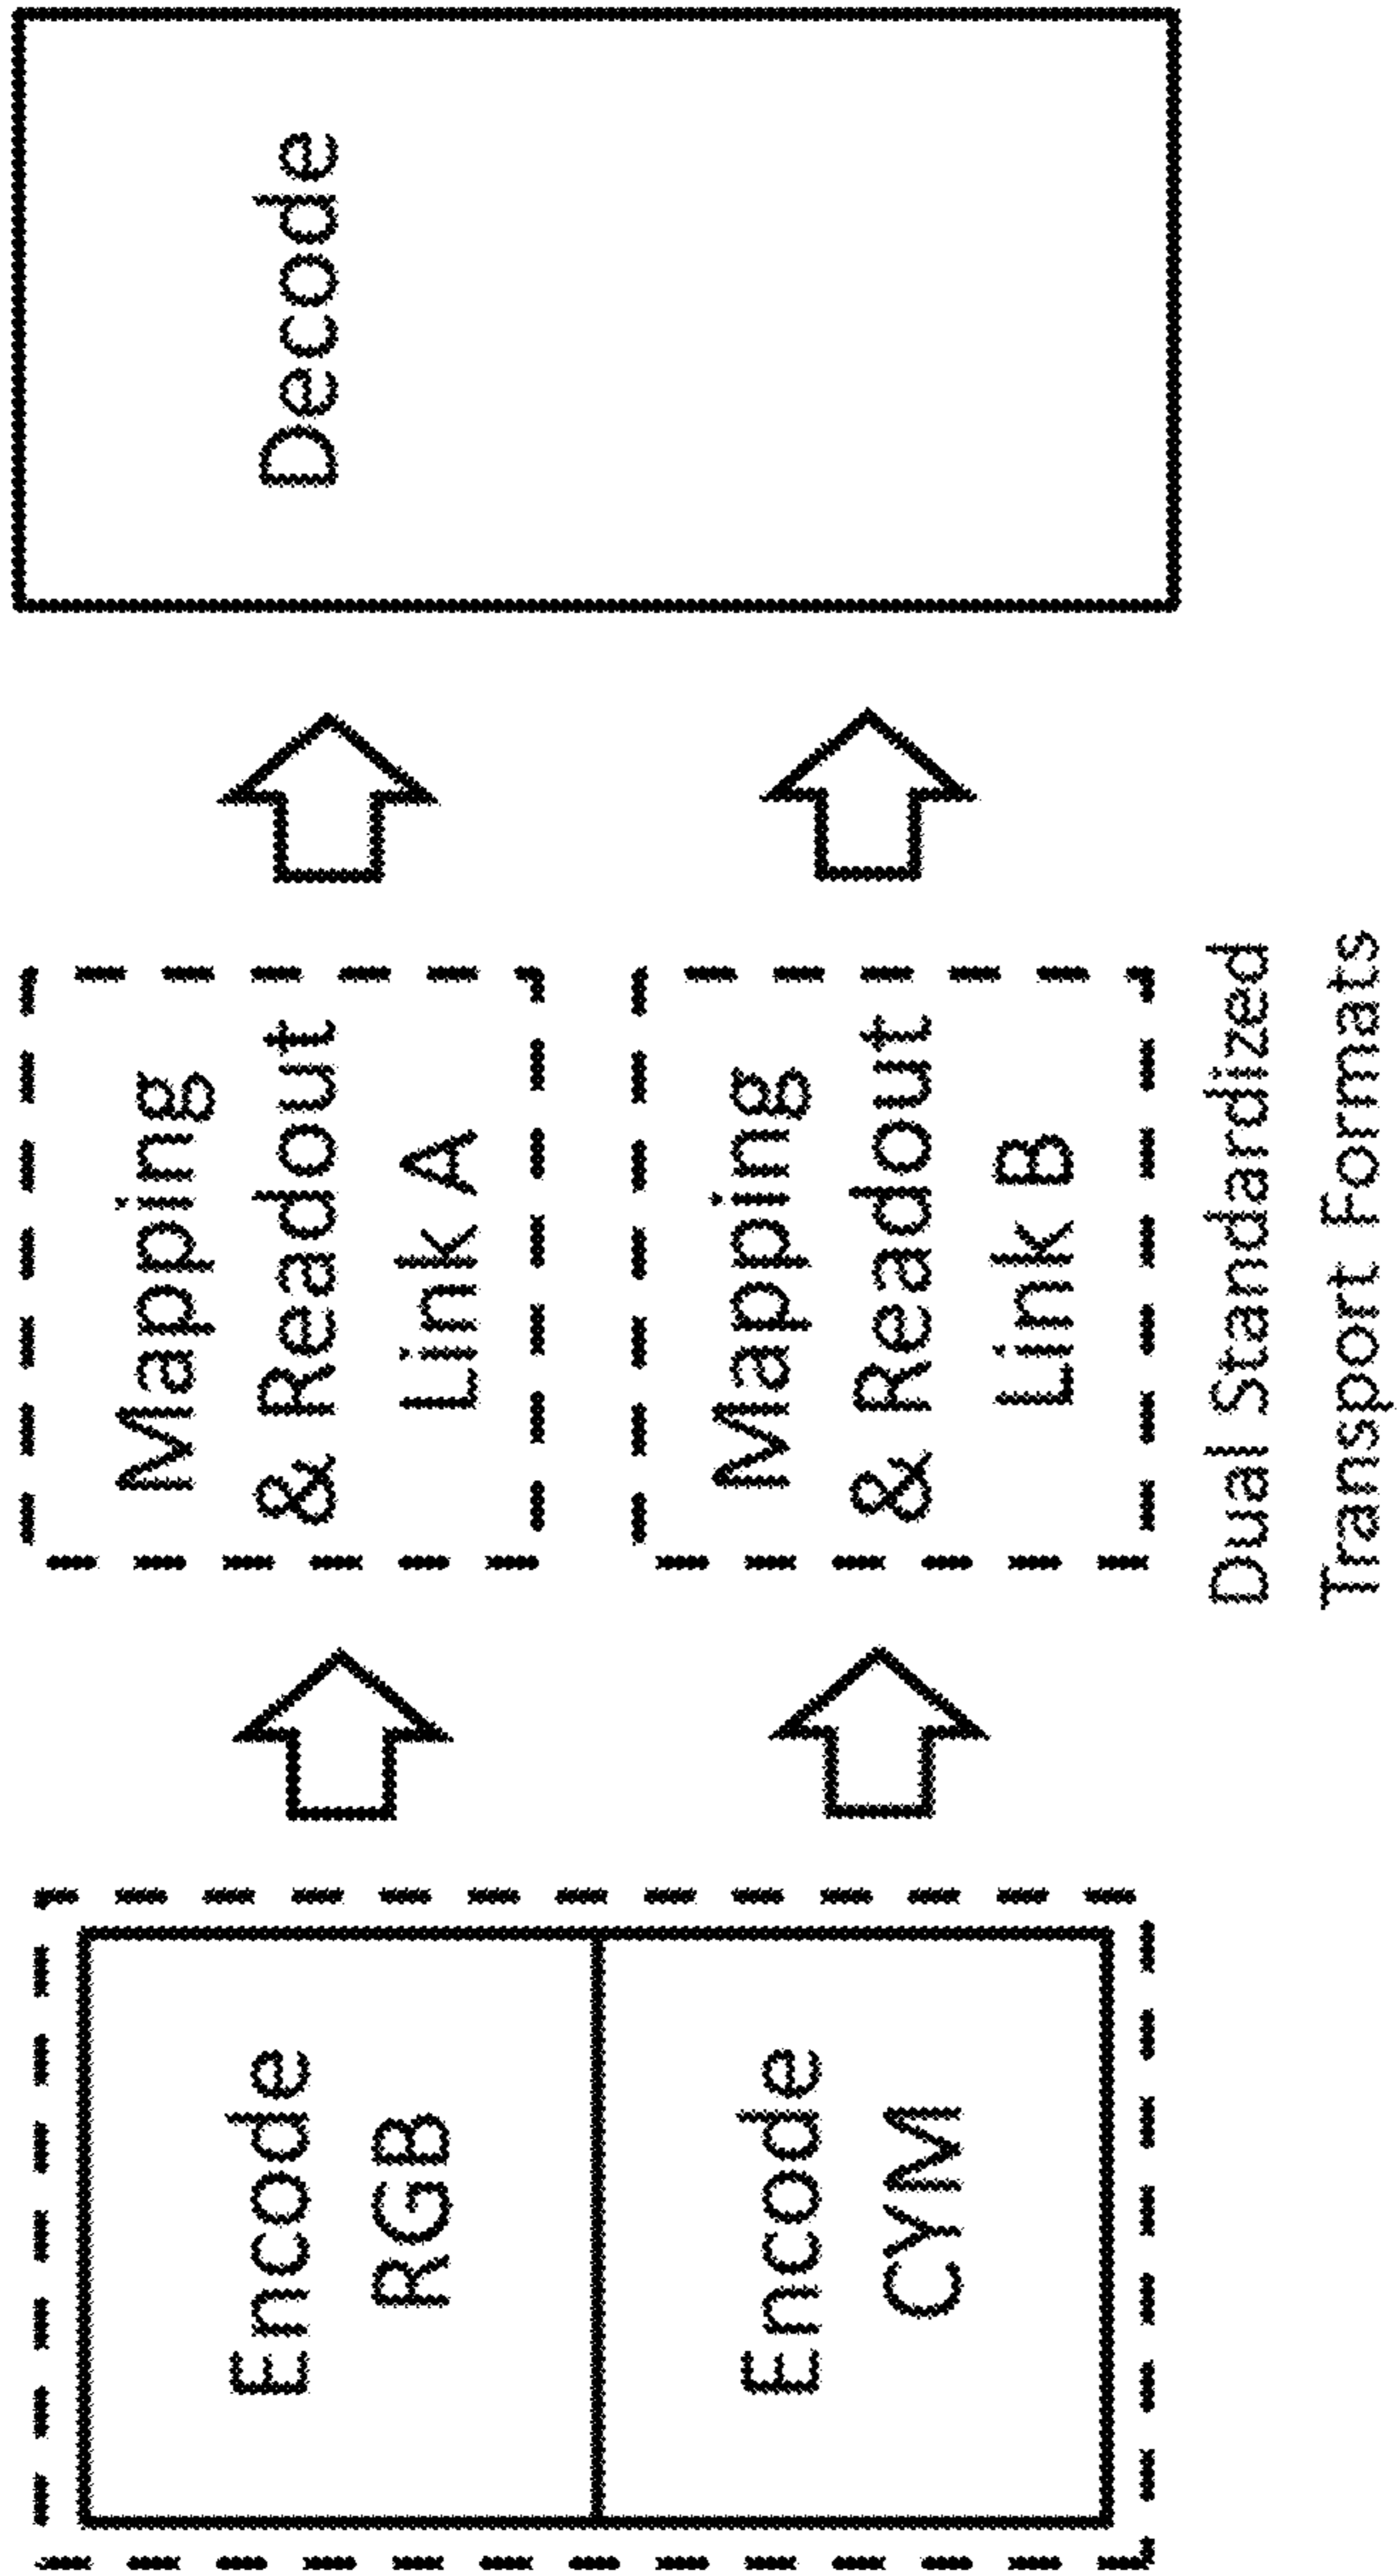 Encode
RGB
Encode
CYM
Mapping
& Readout
Link A
Mapping
& Readout
Link B
Dual Standardized
Transport Formats
Decode